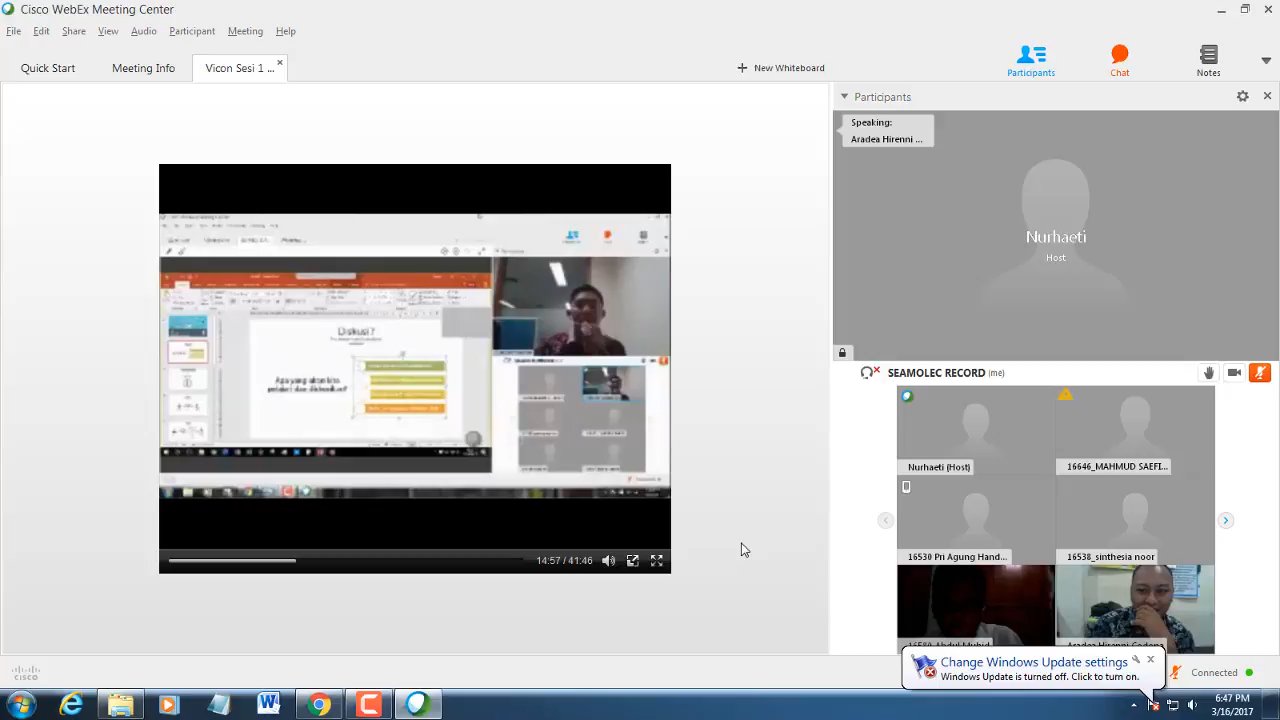 Cisco WebEx Meeting Center
File Edit Share View Audio Participant Meeting Help
Quick Start Meeting Info Vicon Sesi 1 ...
New Whiteboard
Participants Chat Notes
Participants
Speaking:
Aradea Hirenni ...
Nurhaeti
Host
SEAMOLEC RECORD (me)
Nurhaeti (Host) 16646_MAHMUD SAEFI...
16530 Pri Agung Hand... 16538_sinthesia noor
Diskusi?
Apa yang akan kita
14:57 / 41:46
Change Windows Update settings
Windows Update is turned off. Click to turn on.
Connected
cisco
6:47 PM
3/16/2017